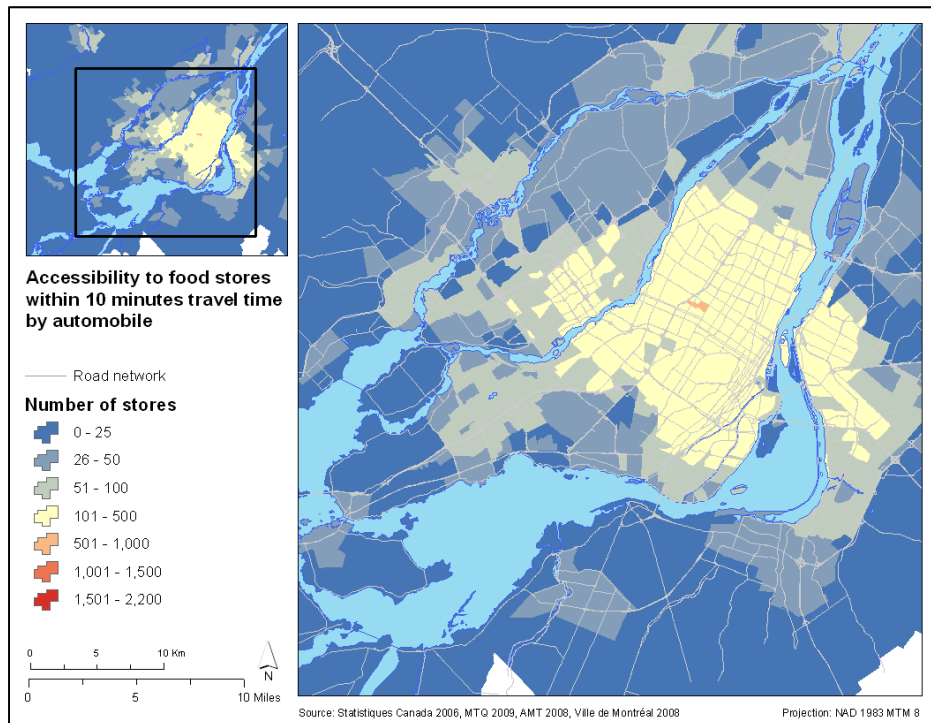 Accessibility to food stores
within 10 minutes travel time
by automobile
Road network
Number of stores
0 - 25
26 - 50
51 - 100
101 - 500
501 - 1,000
1,001 - 1,500
1,501 - 2,200
0 5 10 Km
0 5 10 Miles
N
Source: Statistiques Canada 2006, MTQ 2009, AMT 2008, Ville de Montréal 2008
Projection: NAD 1983 MTM 8